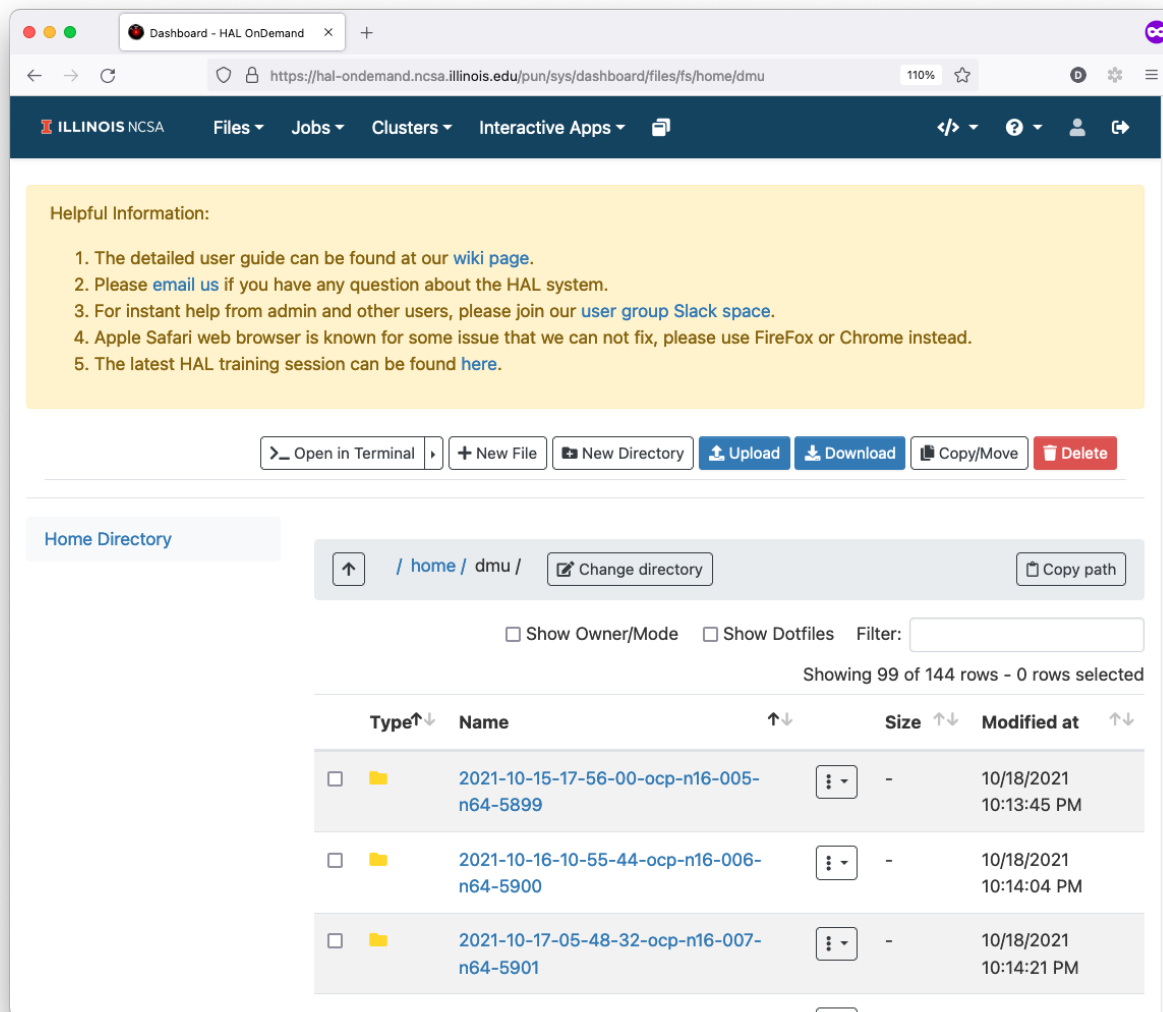 Dashboard - HAL OnDemand
https://hal-ondemand.ncsa.illinois.edu/pun/sys/dashboard/files/fs/home/dmu 110% D
I ILLINOIS NCSA Files Jobs Clusters Interactive Apps </> ?
Helpful Information:
1. The detailed user guide can be found at our wiki page.
2. Please email us if you have any question about the HAL system.
3. For instant help from admin and other users, please join our user group Slack space.
4. Apple Safari web browser is known for some issue that we can not fix, please use FireFox or Chrome instead.
5. The latest HAL training session can be found here.
>_ Open in Terminal + New File New Directory Upload Download Copy/Move Delete
Home Directory
/ home / dmu / Change directory Copy path
Show Owner/Mode Show Dotfiles Filter:
Showing 99 of 144 rows - 0 rows selected
Type Name Size Modified at
2021-10-15-17-56-00-ocp-n16-005- - 10/18/2021
n64-5899 10:13:45 PM
2021-10-16-10-55-44-ocp-n16-006- - 10/18/2021
n64-5900 10:14:04 PM
2021-10-17-05-48-32-ocp-n16-007- - 10/18/2021
n64-5901 10:14:21 PM